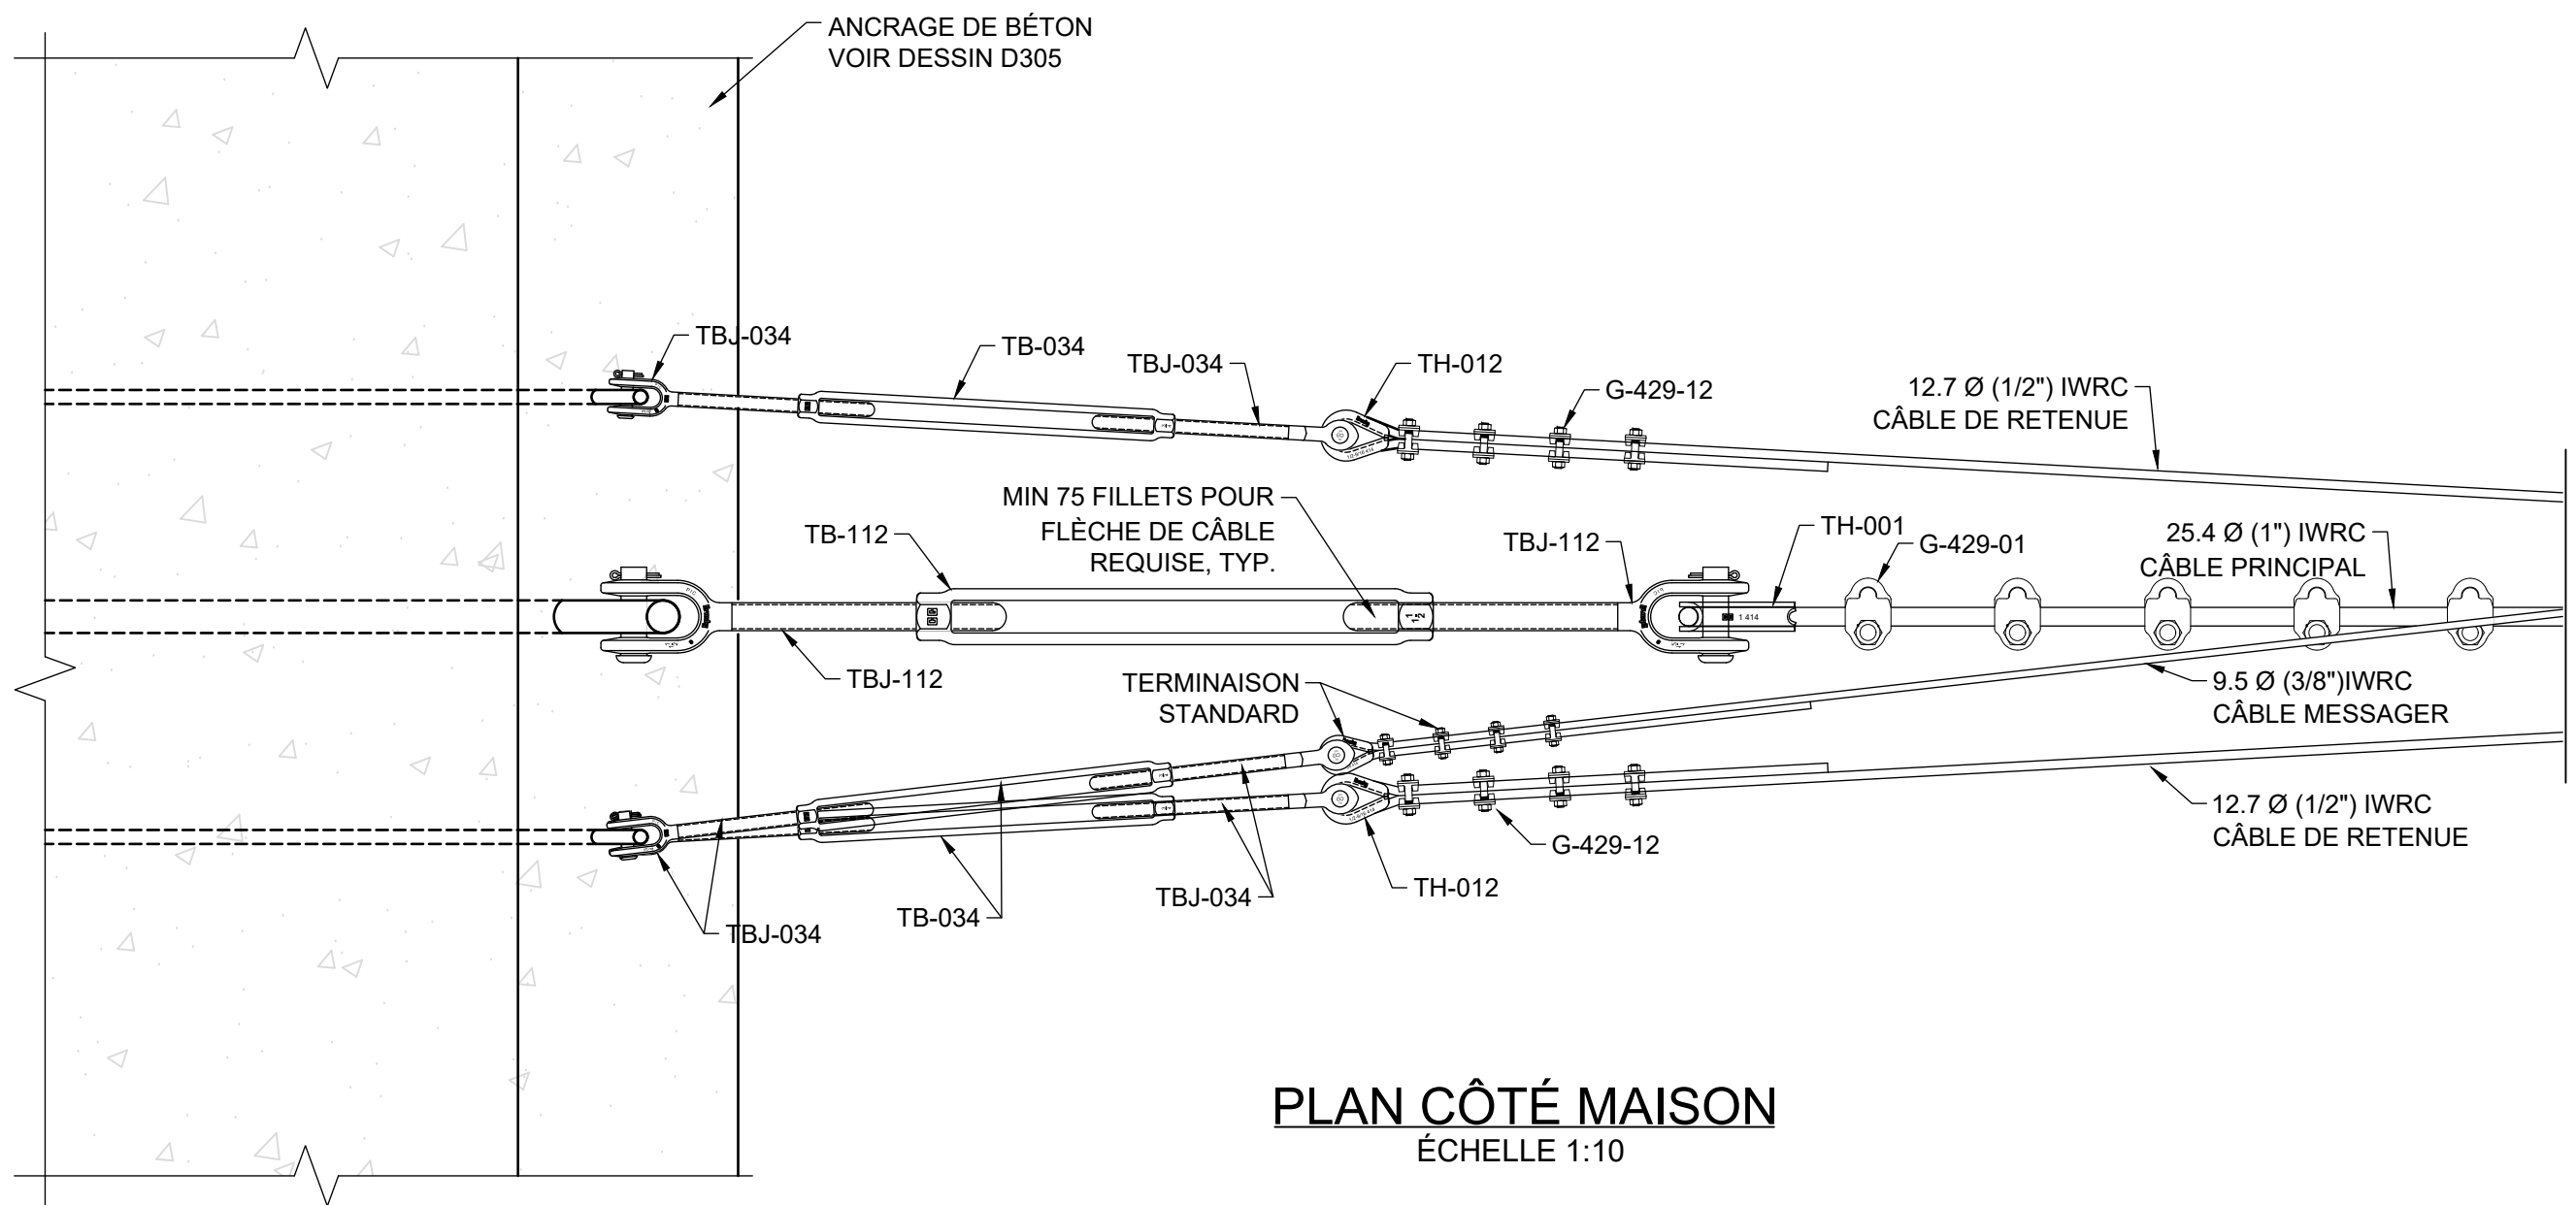 ANCRAGE DE BÉTON
VOIR DESSIN D305
TBJ-034
TB-034
TBJ-034
TH-012
G-429-12
12.7 Ø (1/2") IWRC
CÂBLE DE RETENUE
MIN 75 FILLETS POUR
FLÈCHE DE CÂBLE
REQUISE, TYP.
TB-112
TBJ-112
TH-001
G-429-01
25.4 Ø (1") IWRC
CÂBLE PRINCIPAL
1 414
TBJ-112
TERMINAISON
STANDARD
9.5 Ø (3/8")IWRC
CÂBLE MESSAGER
12.7 Ø (1/2") IWRC
CÂBLE DE RETENUE
G-429-12
TH-012
TBJ-034
TB-034
TBJ-034
PLAN CÔTÉ MAISON
ÉCHELLE 1:10